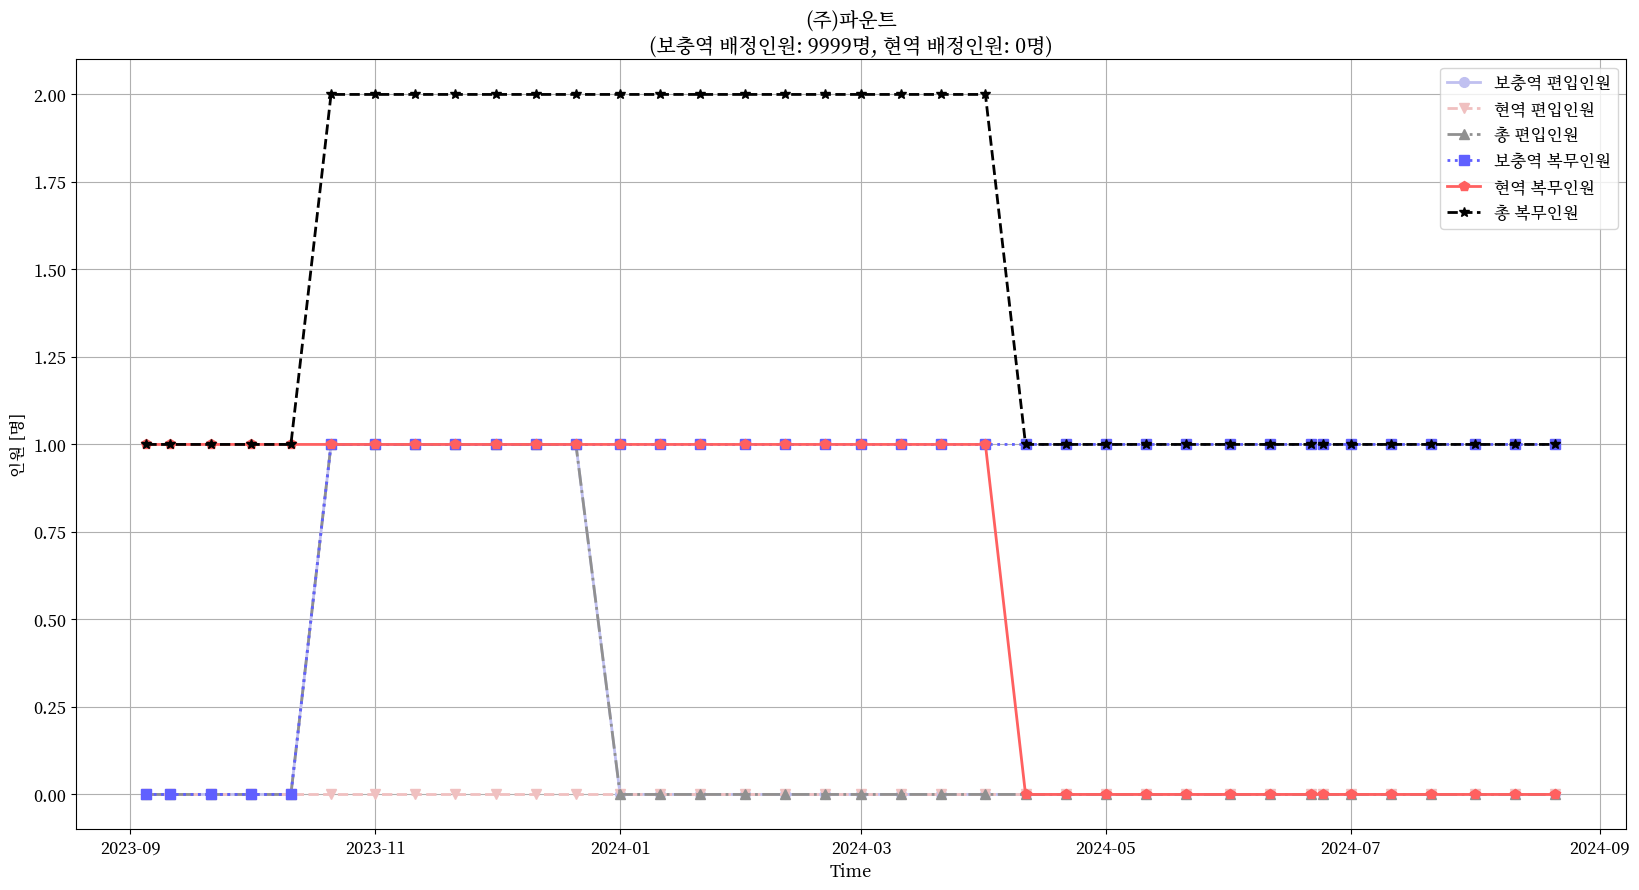 (주)파운트
(보충역 배정인원: 9999명, 현역 배정인원: 0명)
보충역 편입인원
현역 편입인원
총 편입인원
보충역 복무인원
현역 복무인원
총 복무인원
인원 [명]
2.00
1.75
1.50
1.25
1.00
0.75
0.50
0.25
0.00
2023-09 2023-11 2024-01 2024-03 2024-05 2024-07 2024-09
Time